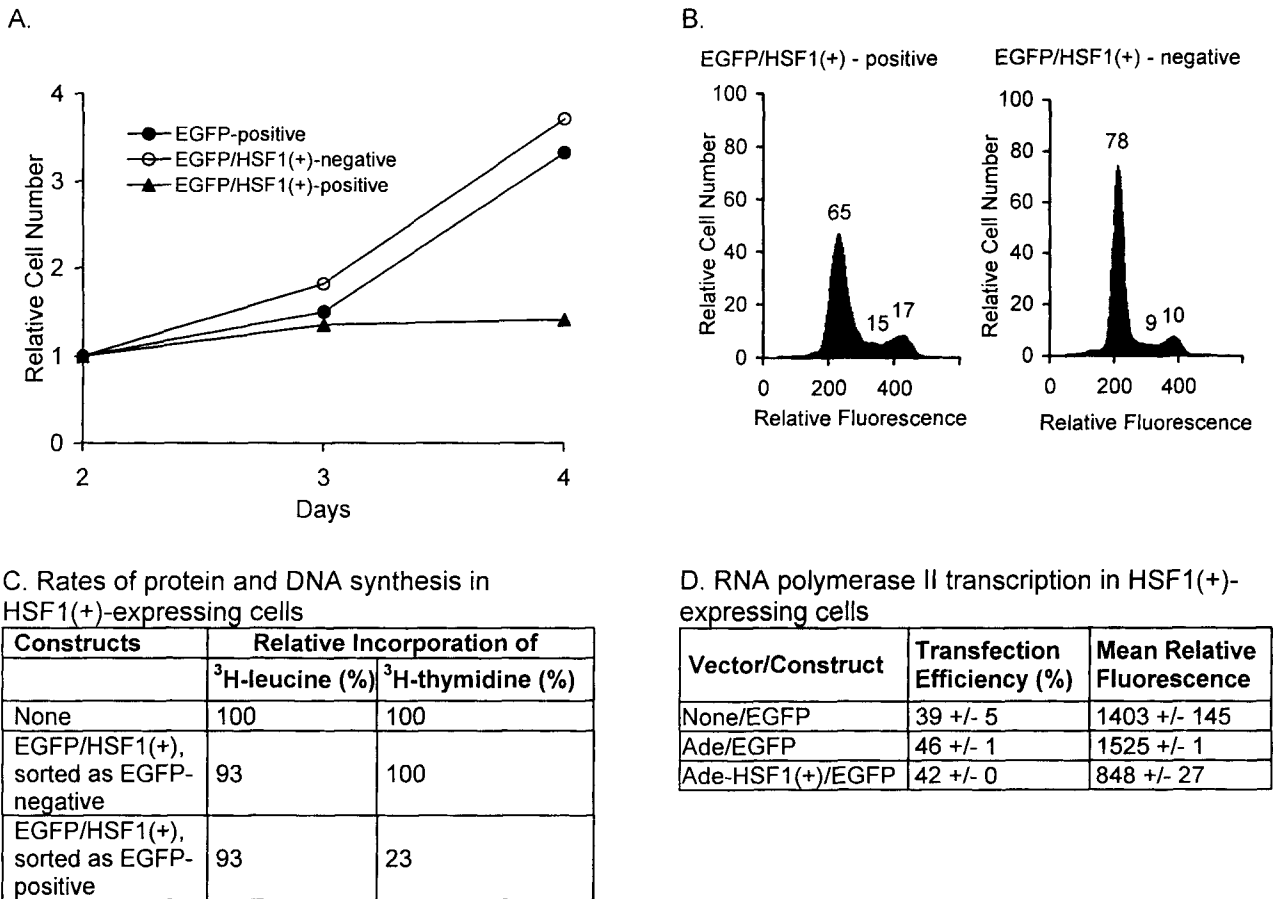 A.
4
3
2
1
0
Relative Cell Number
EGFP-positive
EGFP/HSF1(+)-negative
EGFP/HSF1(+)-positive
2 3 4
Days
B.
EGFP/HSF1(+) - positive
100
80
60
40
20
0
Relative Cell Number
65
15 17
0 200 400
Relative Fluorescence
EGFP/HSF1(+) - negative
100
80
60
40
20
0
Relative Cell Number
78
9 10
0 200 400
Relative Fluorescence
C. Rates of protein and DNA synthesis in
HSF1(+)-expressing cells
Constructs Relative Incorporation of
³H-leucine (%) ³H-thymidine (%)
None 100 100
EGFP/HSF1(+),
sorted as EGFP- 93 100
negative
EGFP/HSF1(+),
sorted as EGFP- 93 23
positive
D. RNA polymerase II transcription in HSF1(+)-
expressing cells
Vector/Construct Transfection Mean Relative
Efficiency (%) Fluorescence
None/EGFP 39 +/- 5 1403 +/- 145
Ade/EGFP 46 +/- 1 1525 +/- 1
Ade-HSF1(+)/EGFP 42 +/- 0 848 +/- 27